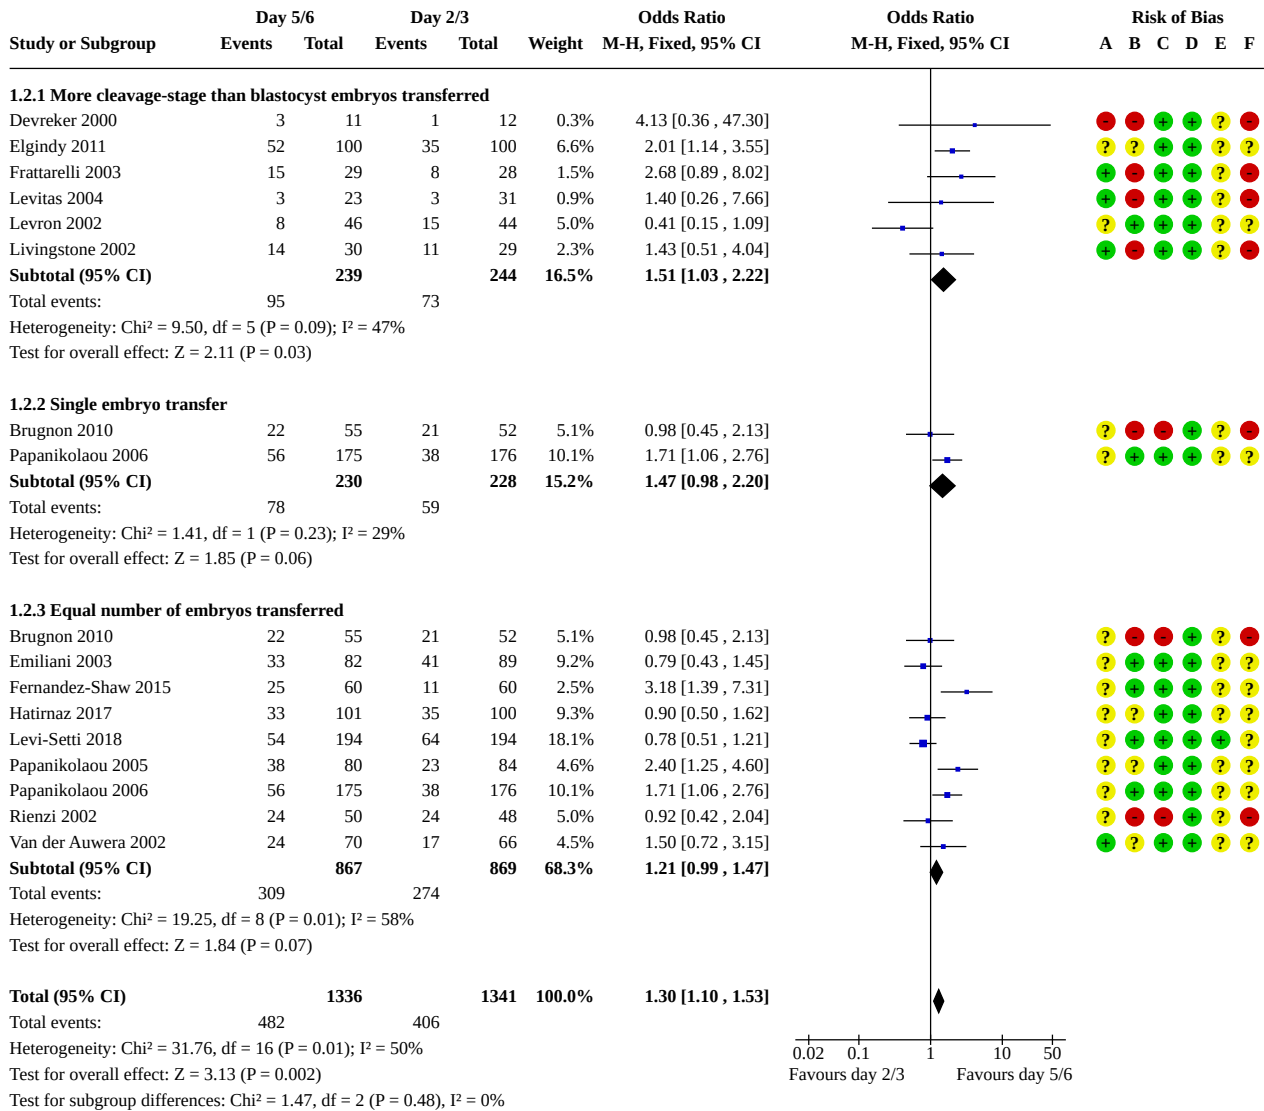 Day 5/6 Day 2/3 Odds Ratio Odds Ratio Risk of Bias
Study or Subgroup Events Total Events Total Weight M-H, Fixed, 95% CI M-H, Fixed, 95% CI A B C D E F
1.2.1 More cleavage-stage than blastocyst embryos transferred
Devreker 2000 3 11 1 12 0.3% 4.13 [0.36 , 47.30] - - + + ? -
Elgindy 2011 52 100 35 100 6.6% 2.01 [1.14 , 3.55] ? ? + + ? ?
Frattarelli 2003 15 29 8 28 1.5% 2.68 [0.89 , 8.02] + - + + ? -
Levitas 2004 3 23 3 31 0.9% 1.40 [0.26 , 7.66] + - + + ? -
Levron 2002 8 46 15 44 5.0% 0.41 [0.15 , 1.09] ? + + + ? ?
Livingstone 2002 14 30 11 29 2.3% 1.43 [0.51 , 4.04] + - + + ? -
Subtotal (95% CI) 239 244 16.5% 1.51 [1.03 , 2.22]
Total events: 95 73
Heterogeneity: Chi² = 9.50, df = 5 (P = 0.09); I² = 47%
Test for overall effect: Z = 2.11 (P = 0.03)
1.2.2 Single embryo transfer
Brugnon 2010 22 55 21 52 5.1% 0.98 [0.45 , 2.13] ? - - + ? -
Papanikolaou 2006 56 175 38 176 10.1% 1.71 [1.06 , 2.76] ? + + + ? ?
Subtotal (95% CI) 230 228 15.2% 1.47 [0.98 , 2.20]
Total events: 78 59
Heterogeneity: Chi² = 1.41, df = 1 (P = 0.23); I² = 29%
Test for overall effect: Z = 1.85 (P = 0.06)
1.2.3 Equal number of embryos transferred
Brugnon 2010 22 55 21 52 5.1% 0.98 [0.45 , 2.13] ? - - + ? -
Emiliani 2003 33 82 41 89 9.2% 0.79 [0.43 , 1.45] ? + + + ? ?
Fernandez-Shaw 2015 25 60 11 60 2.5% 3.18 [1.39 , 7.31] ? + + + ? ?
Hatirnaz 2017 33 101 35 100 9.3% 0.90 [0.50 , 1.62] ? ? + + ? ?
Levi-Setti 2018 54 194 64 194 18.1% 0.78 [0.51 , 1.21] ? + + + + ?
Papanikolaou 2005 38 80 23 84 4.6% 2.40 [1.25 , 4.60] ? ? + + ? ?
Papanikolaou 2006 56 175 38 176 10.1% 1.71 [1.06 , 2.76] ? + + + ? ?
Rienzi 2002 24 50 24 48 5.0% 0.92 [0.42 , 2.04] ? - - + ? -
Van der Auwera 2002 24 70 17 66 4.5% 1.50 [0.72 , 3.15] + ? + + ? ?
Subtotal (95% CI) 867 869 68.3% 1.21 [0.99 , 1.47]
Total events: 309 274
Heterogeneity: Chi² = 19.25, df = 8 (P = 0.01); I² = 58%
Test for overall effect: Z = 1.84 (P = 0.07)
Total (95% CI) 1336 1341 100.0% 1.30 [1.10 , 1.53]
Total events: 482 406
Heterogeneity: Chi² = 31.76, df = 16 (P = 0.01); I² = 50%
Test for overall effect: Z = 3.13 (P = 0.002)
Test for subgroup differences: Chi² = 1.47, df = 2 (P = 0.48), I² = 0%
0.02 0.1 1 10 50
Favours day 2/3 Favours day 5/6